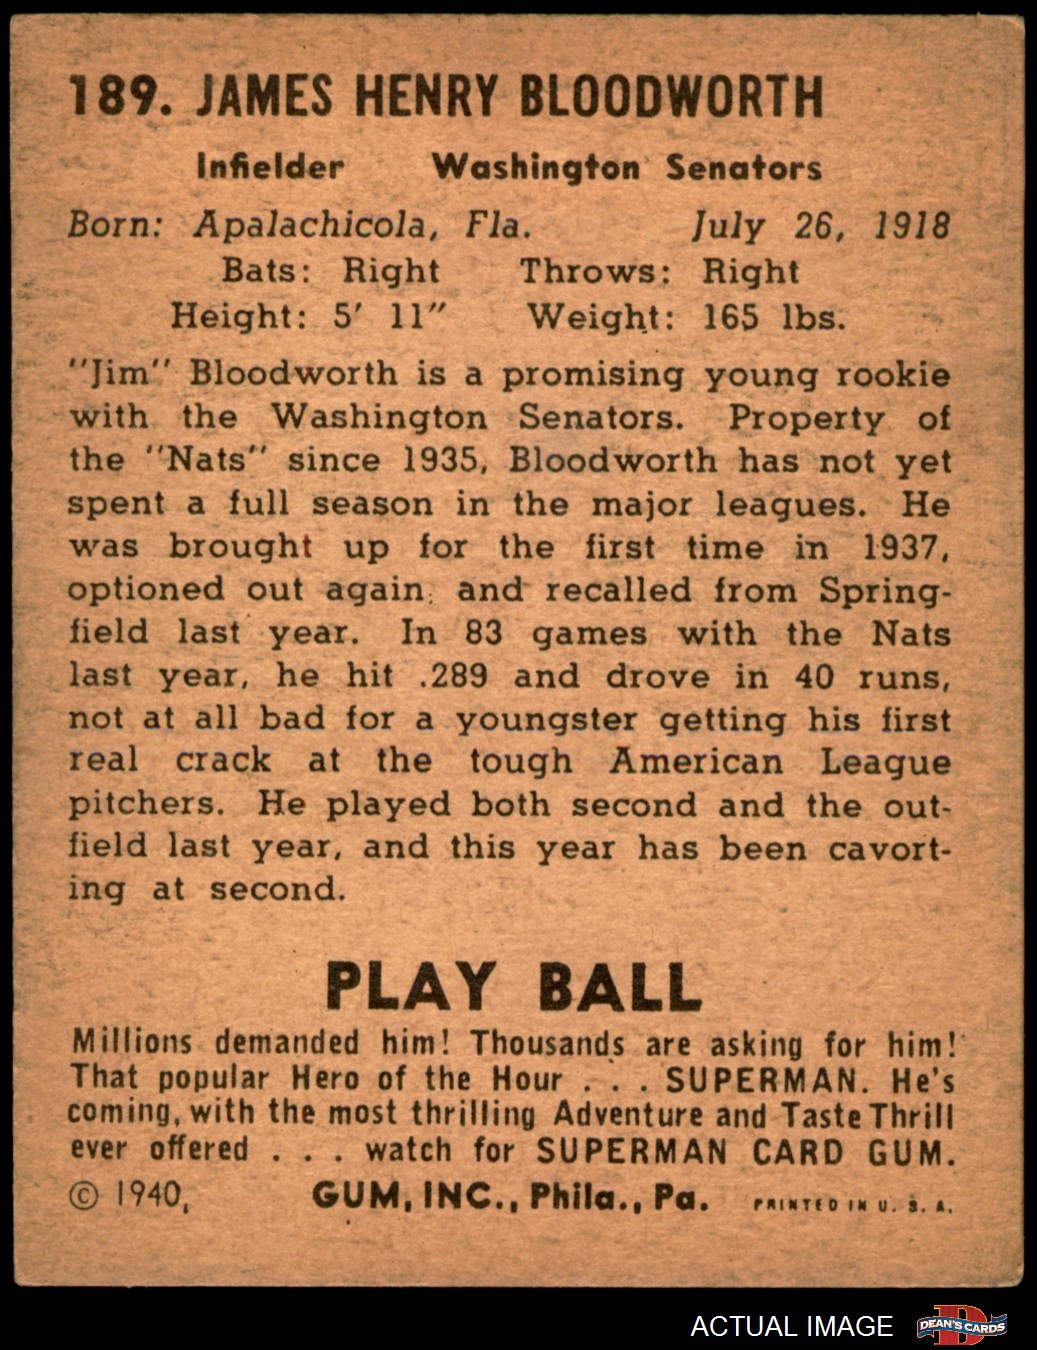 189. JAMES HENRY BLOODWORTH
Infielder Washington Senators
Born: Apalachicola, Fla. July 26, 1918
Bats: Right Throws: Right
Height: 5' 11" Weight: 165 lbs.
"Jim" Bloodworth is a promising young rookie
with the Washington Senators. Property of
the "Nats" since 1935, Bloodworth has not yet
spent a full season in the major leagues. He
was brought up for the first time in 1937,
optioned out again; and recalled from Spring-
field last year. In 83 games with the Nats
last year, he hit .289 and drove in 40 runs,
not at all bad for a youngster getting his first
real crack at the tough American League
pitchers. He played both second and the out-
field last year, and this year has been cavort-
ing at second.
PLAY BALL
Millions demanded him! Thousands are asking for him!
That popular Hero of the Hour . . . SUPERMAN. He's
coming, with the most thrilling Adventure and Taste Thrill
ever offered . . . watch for SUPERMAN CARD GUM.
© 1940, GUM, INC., Phila., Pa. PRINTED IN U. S. A.
ACTUAL IMAGE D DEAN'S CARDS